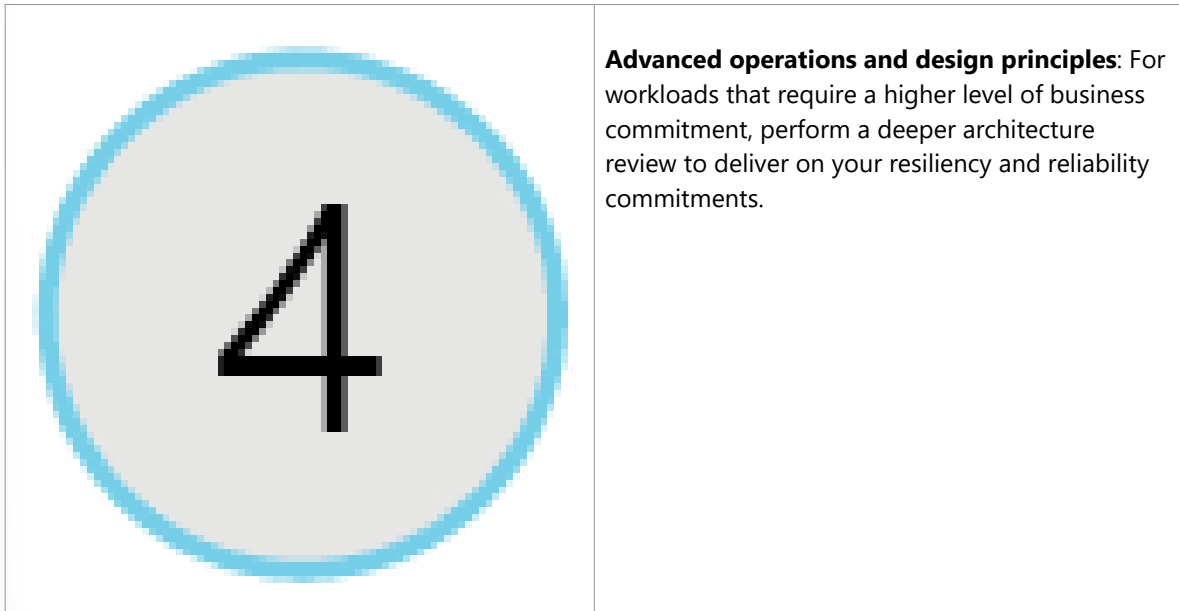 4
Advanced operations and design principles: For
workloads that require a higher level of business
commitment, perform a deeper architecture
review to deliver on your resiliency and reliability
commitments.